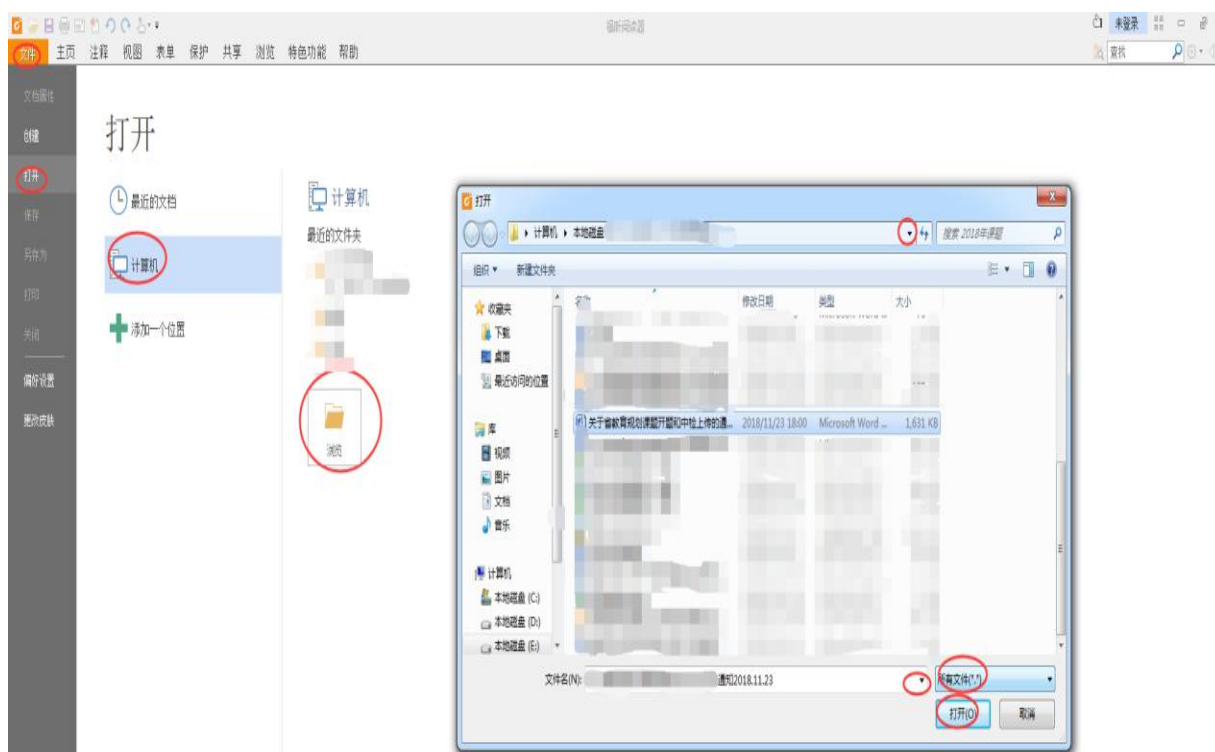 福昕阅读器
未登录
文件 主页 注释 视图 表单 保护 共享 浏览 特色功能 帮助
查找
文档属性
创建
打开
保存
另存为
打印
关闭
偏好设置
更改皮肤
打开
最近的文档
计算机
添加一个位置
计算机
最近的文件夹
浏览
打开
计算机 本地磁盘
搜索 2018年课题
组织 新建文件夹
名称 修改日期 类型 大小
收藏夹
下载
桌面
最近访问的位置
库
视频
图片
文档
音乐
计算机
本地磁盘 (C:)
本地磁盘 (D:)
本地磁盘 (E:)
关于省教育规划课题开题和中检上传的通... 2018/11/23 18:00 Microsoft Word ... 1,631 KB
文件名(N): 通知2018.11.23
所有文件(*.*)
打开(O) 取消